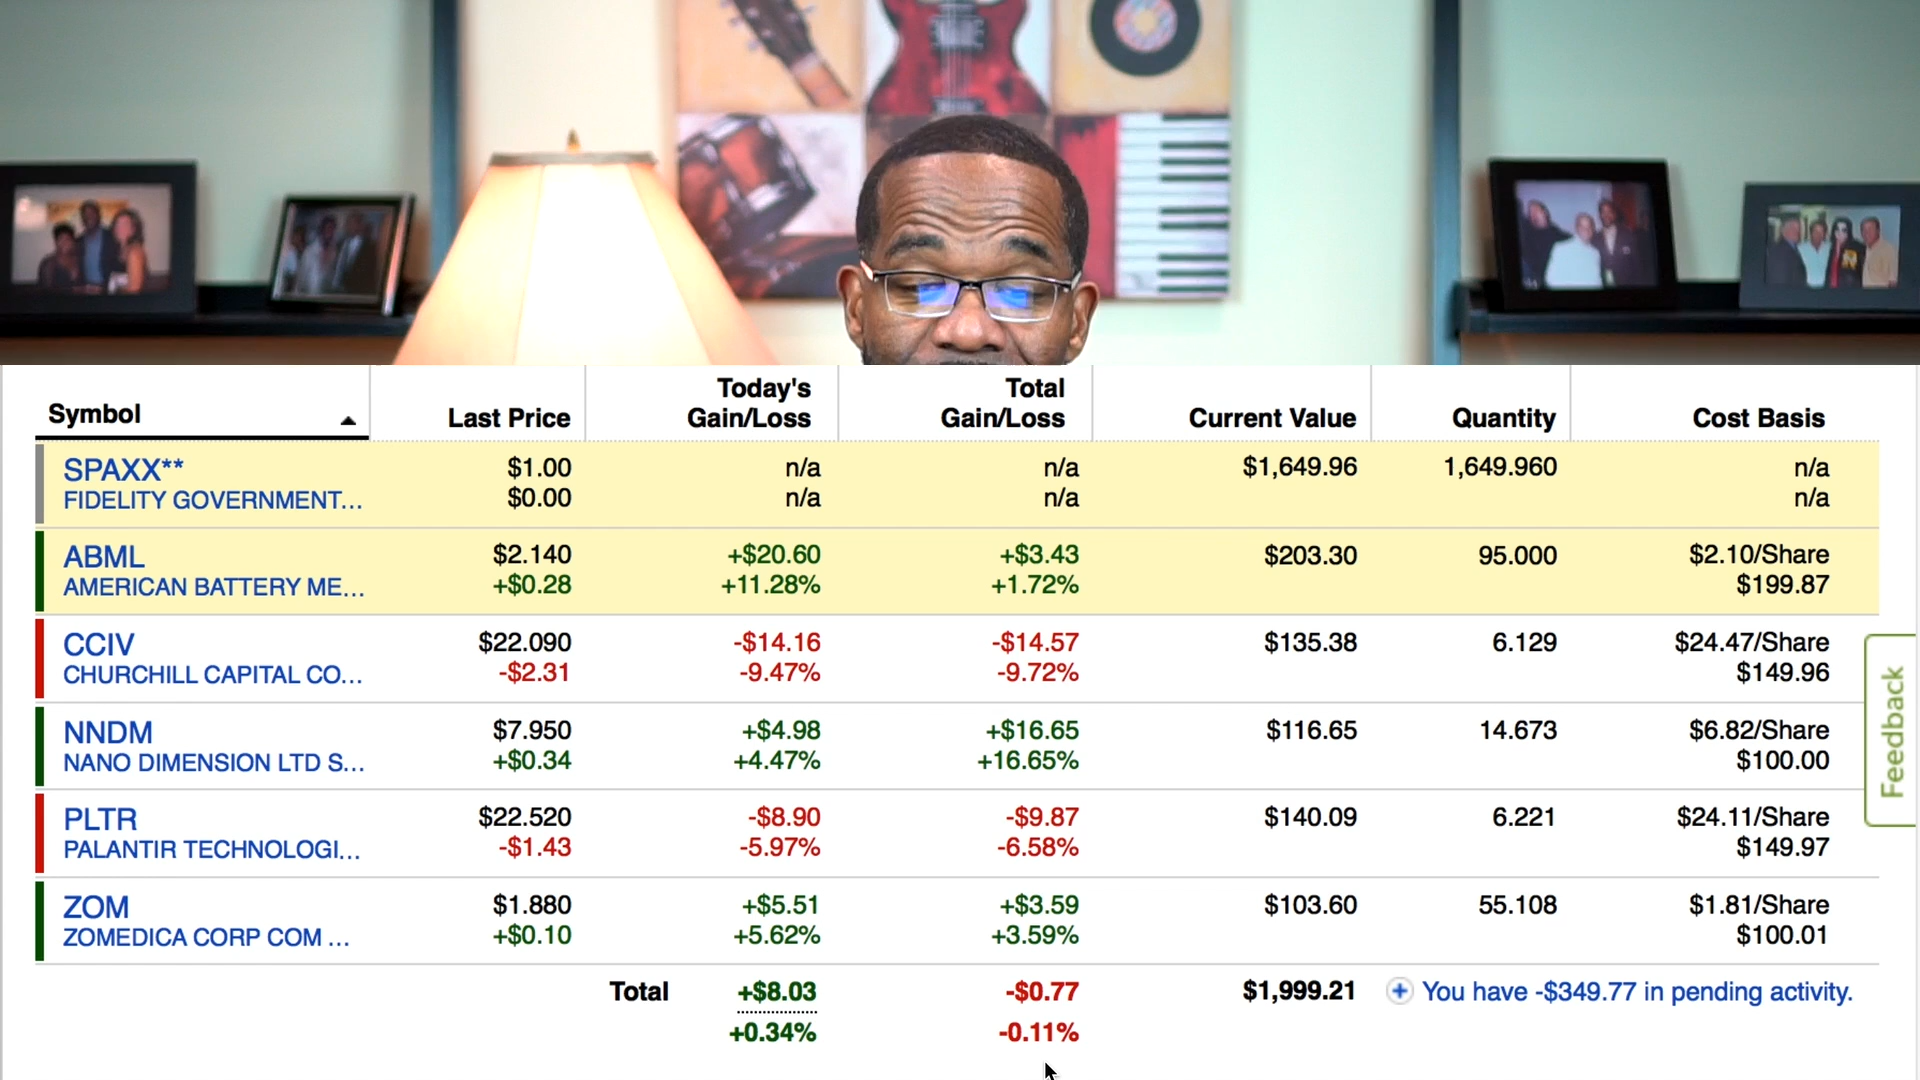 Symbol ▲ Last Price Today's Gain/Loss Total Gain/Loss Current Value Quantity Cost Basis
SPAXX** $1.00 n/a n/a $1,649.96 1,649.960 n/a
FIDELITY GOVERNMENT... $0.00 n/a n/a n/a
ABML $2.140 +$20.60 +$3.43 $203.30 95.000 $2.10/Share
AMERICAN BATTERY ME... +$0.28 +11.28% +1.72% $199.87
CCIV $22.090 -$14.16 -$14.57 $135.38 6.129 $24.47/Share
CHURCHILL CAPITAL CO... -$2.31 -9.47% -9.72% $149.96
NNDM $7.950 +$4.98 +$16.65 $116.65 14.673 $6.82/Share
NANO DIMENSION LTD S... +$0.34 +4.47% +16.65% $100.00
PLTR $22.520 -$8.90 -$9.87 $140.09 6.221 $24.11/Share
PALANTIR TECHNOLOGI... -$1.43 -5.97% -6.58% $149.97
ZOM $1.880 +$5.51 +$3.59 $103.60 55.108 $1.81/Share
ZOMEDICA CORP COM ... +$0.10 +5.62% +3.59% $100.01
Total +$8.03 -$0.77 $1,999.21 + You have -$349.77 in pending activity.
+0.34% -0.11%
Feedback